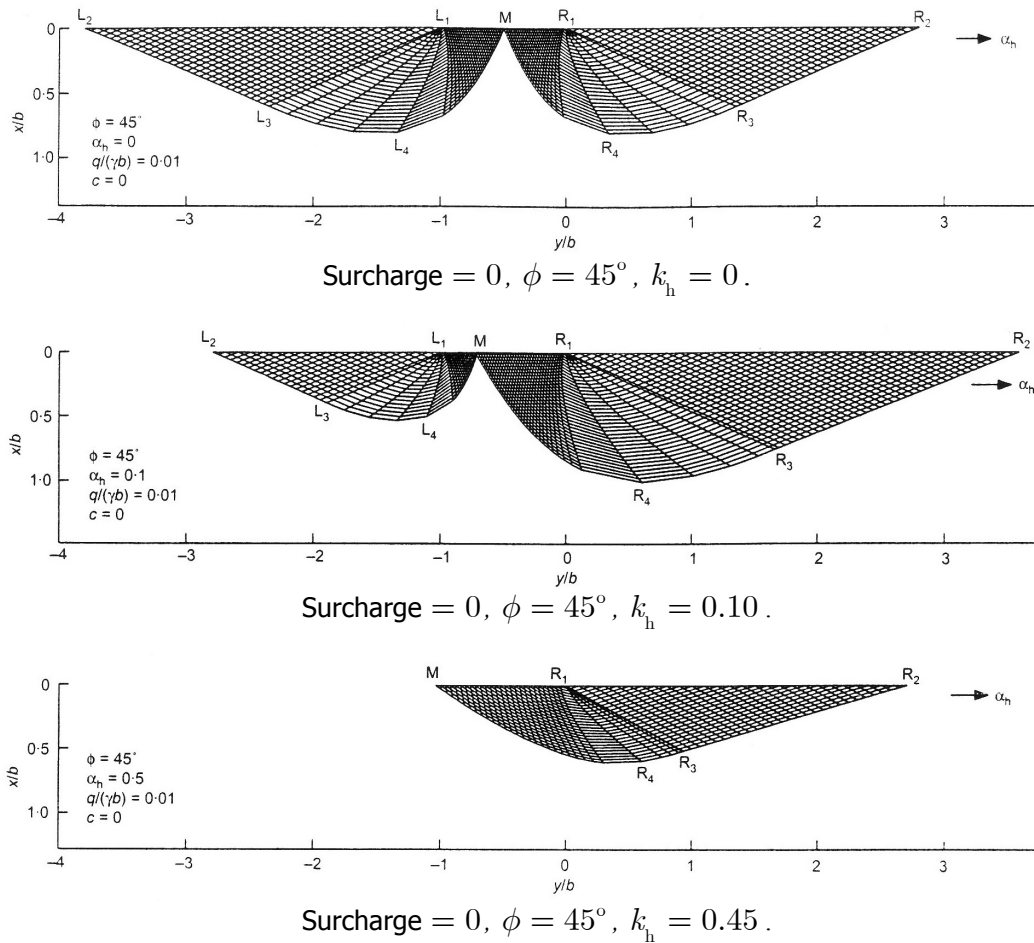 L₂ L₁ M R₁ R₂
0
0·5
1·0
x/b
αₕ
L₃ L₄ R₄ R₃
ϕ = 45°
αₕ = 0
q/(γb) = 0·01
c = 0
−4 −3 −2 −1 0 1 2 3
y/b
Surcharge = 0, ϕ = 45°, kₕ = 0.
L₂ L₁ M R₁ R₂
0
0·5
1·0
x/b
αₕ
L₃ L₄ R₄ R₃
ϕ = 45°
αₕ = 0·1
q/(γb) = 0·01
c = 0
−4 −3 −2 −1 0 1 2 3
y/b
Surcharge = 0, ϕ = 45°, kₕ = 0.10.
M R₁ R₂
0
0·5
1·0
x/b
αₕ
R₄ R₃
ϕ = 45°
αₕ = 0·5
q/(γb) = 0·01
c = 0
−4 −3 −2 −1 0 1 2 3
y/b
Surcharge = 0, ϕ = 45°, kₕ = 0.45.